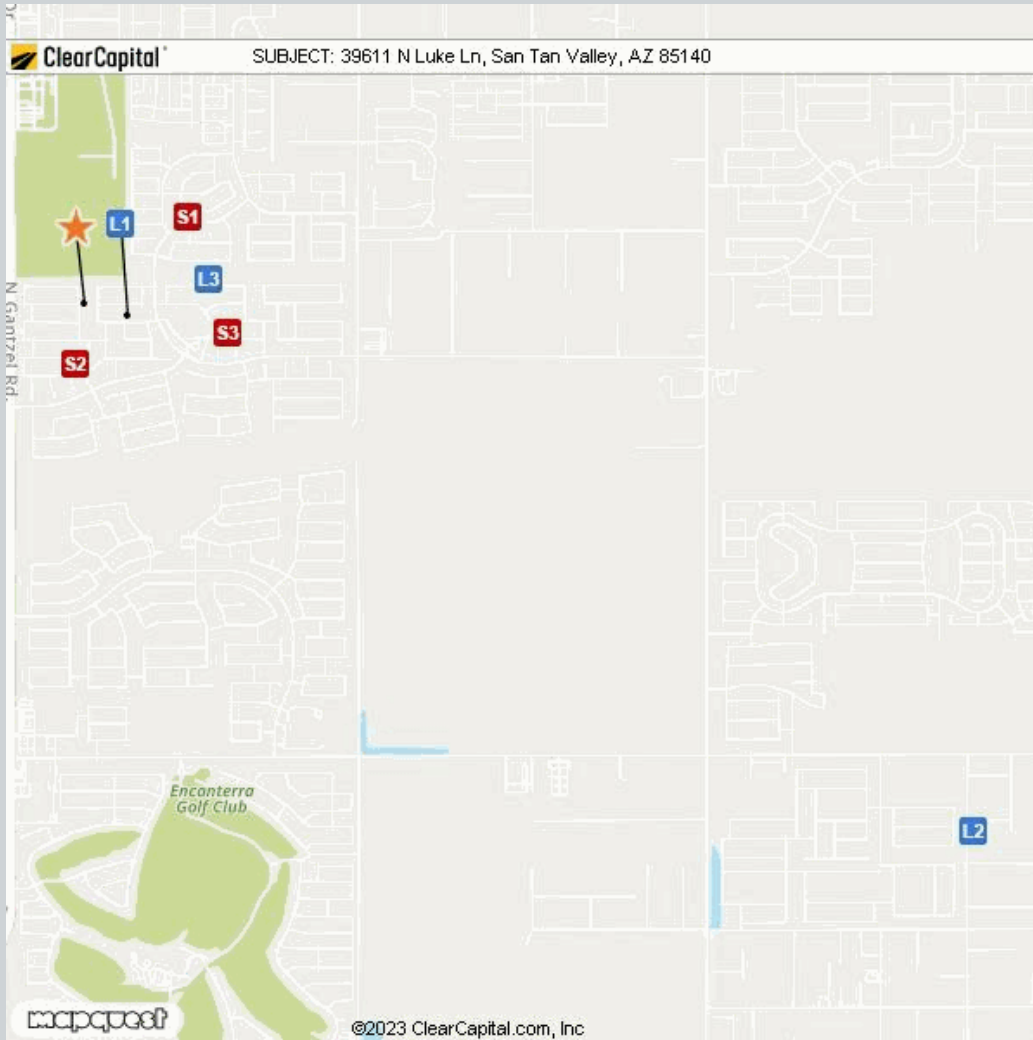 ClearCapital
SUBJECT: 39611 N Luke Ln, San Tan Valley, AZ 85140
L1
S1
L3
S3
S2
N Gantzel Rd.
Encanterra
Golf Club
L2
mapquest
©2023 ClearCapital.com, Inc